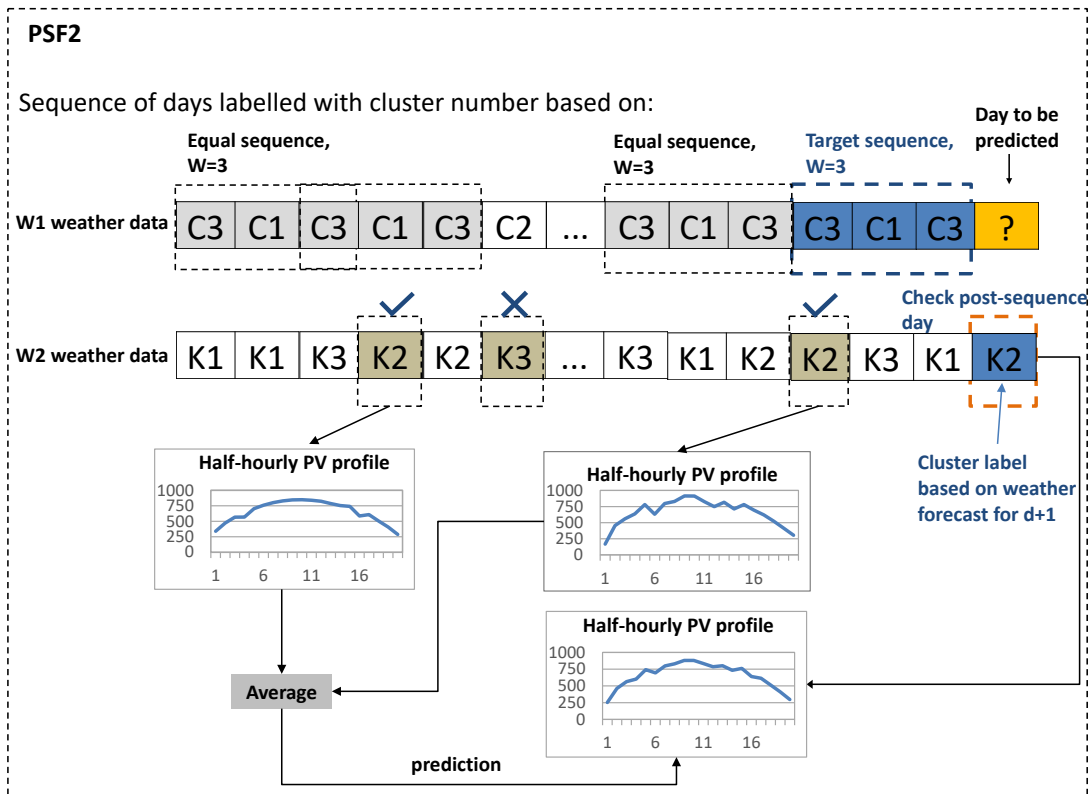 PSF2
Sequence of days labelled with cluster number based on:
Equal sequence,
W=3
Equal sequence,
W=3
Target sequence,
W=3
Day to be
predicted
W1 weather data
C3 C1 C3 C1 C3 C2 ... C3 C1 C3 C3 C1 C3 ?
Check post-sequence
day
W2 weather data
K1 K1 K3 K2 K2 K3 ... K3 K1 K2 K2 K3 K1 K2
Half-hourly PV profile
1000
750
500
250
0
1 6 11 16
Half-hourly PV profile
1000
750
500
250
0
1 6 11 16
Cluster label
based on weather
forecast for d+1
Half-hourly PV profile
1000
750
500
250
0
1 6 11 16
Average
prediction